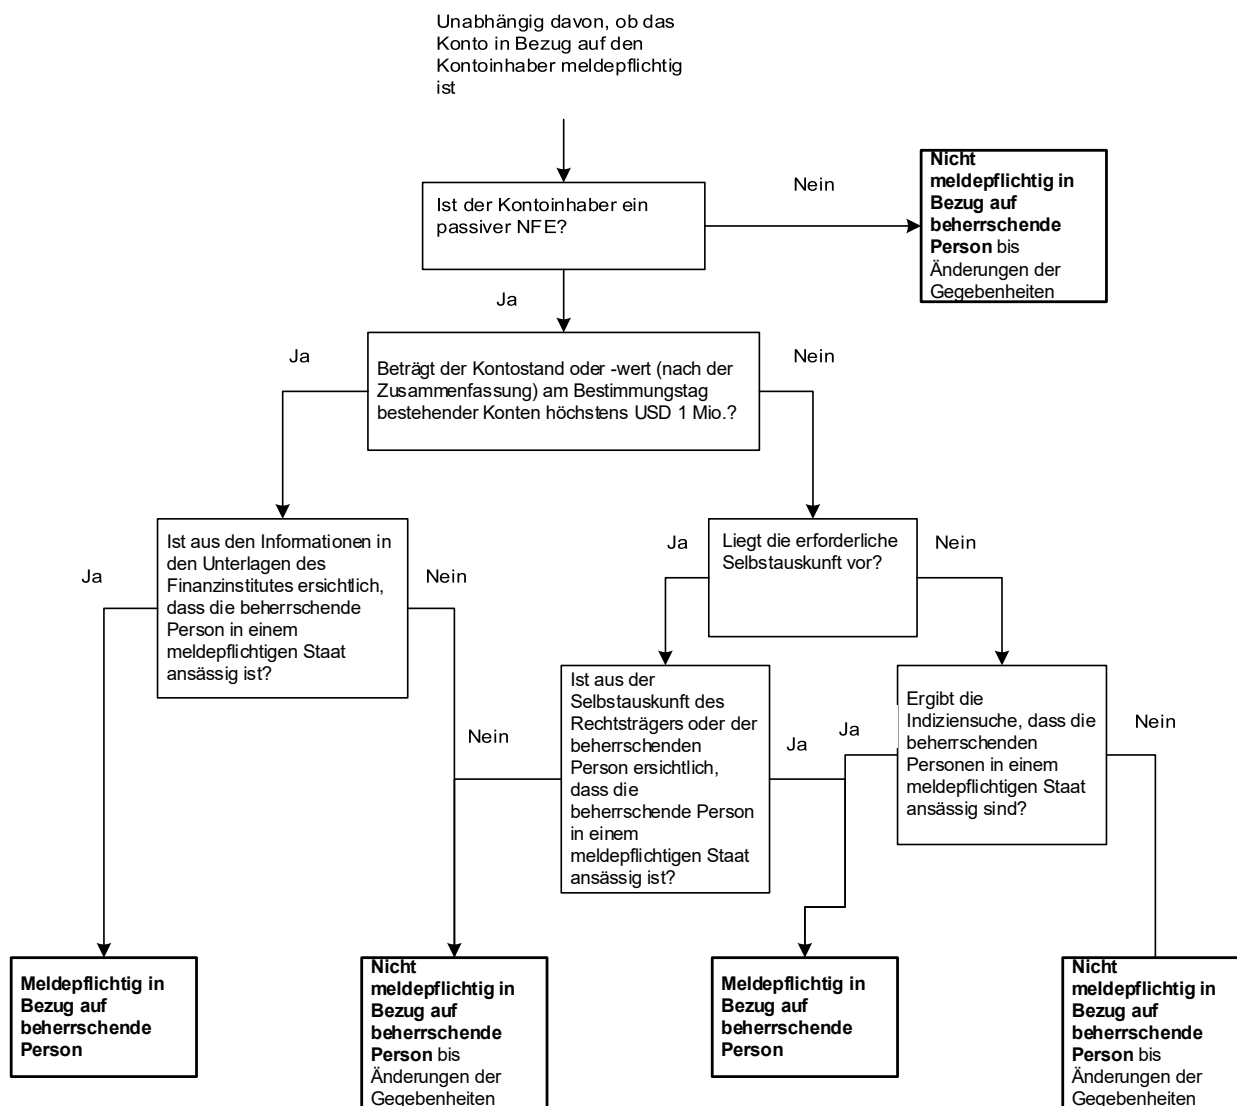 Unabhängig davon, ob das
Konto in Bezug auf den
Kontoinhaber meldepflichtig
ist
Nein
Nicht
meldepflichtig in
Bezug auf
beherrschende
Person bis
Änderungen der
Gegebenheiten
Ist der Kontoinhaber ein
passiver NFE?
Ja
Ja
Beträgt der Kontostand oder -wert (nach der
Zusammenfassung) am Bestimmungstag
bestehender Konten höchstens USD 1 Mio.?
Nein
Ja
Ist aus den Informationen in
den Unterlagen des
Finanzinstitutes ersichtlich,
dass die beherrschende
Person in einem
meldepflichtigen Staat
ansässig ist?
Nein
Ja
Liegt die erforderliche
Selbstauskunft vor?
Nein
Nein
Ist aus der
Selbstauskunft des
Rechtsträgers oder der
beherrschenden
Person ersichtlich,
dass die
beherrschende Person
in einem
meldepflichtigen Staat
ansässig ist?
Ja
Ja
Ergibt die
Indiziensuche, dass die
beherrschenden
Personen in einem
meldepflichtigen Staat
ansässig sind?
Nein
Meldepflichtig in
Bezug auf
beherrschende
Person
Nicht
meldepflichtig in
Bezug auf
beherrschende
Person bis
Änderungen der
Gegebenheiten
Meldepflichtig in
Bezug auf
beherrschende
Person
Nicht
meldepflichtig in
Bezug auf
beherrschende
Person bis
Änderungen der
Gegebenheiten